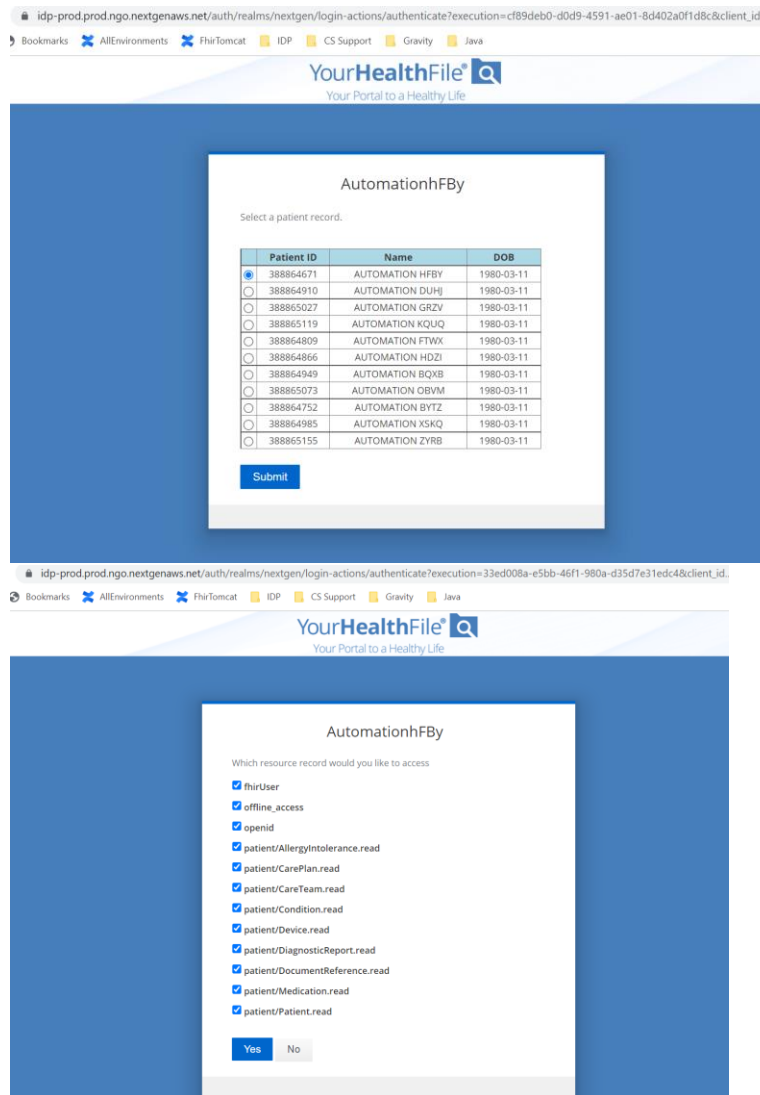 idp-prod.prod.ngo.nextgenaws.net/auth/realms/nextgen/login-actions/authenticate?execution=cf89deb0-d0d9-4591-ae01-8d402a0f1d8c&client_id
Bookmarks AllEnvironments FhirTomcat IDP CS Support Gravity Java
YourHealthFile®
Your Portal to a Healthy Life
AutomationhFBy
Select a patient record.
Patient ID Name DOB
388864671 AUTOMATION HFBY 1980-03-11
388864910 AUTOMATION DUHJ 1980-03-11
388865027 AUTOMATION GRZV 1980-03-11
388865119 AUTOMATION KQUQ 1980-03-11
388864809 AUTOMATION FTWX 1980-03-11
388864866 AUTOMATION HDZI 1980-03-11
388864949 AUTOMATION BQXB 1980-03-11
388865073 AUTOMATION OBVM 1980-03-11
388864752 AUTOMATION BYTZ 1980-03-11
388864985 AUTOMATION XSKQ 1980-03-11
388865155 AUTOMATION ZYRB 1980-03-11
Submit
idp-prod.prod.ngo.nextgenaws.net/auth/realms/nextgen/login-actions/authenticate?execution=33ed008a-e5bb-46f1-980a-d35d7e31edc4&client_id...
Bookmarks AllEnvironments FhirTomcat IDP CS Support Gravity Java
YourHealthFile®
Your Portal to a Healthy Life
AutomationhFBy
Which resource record would you like to access
fhirUser
offline_access
openid
patient/AllergyIntolerance.read
patient/CarePlan.read
patient/CareTeam.read
patient/Condition.read
patient/Device.read
patient/DiagnosticReport.read
patient/DocumentReference.read
patient/Medication.read
patient/Patient.read
Yes No